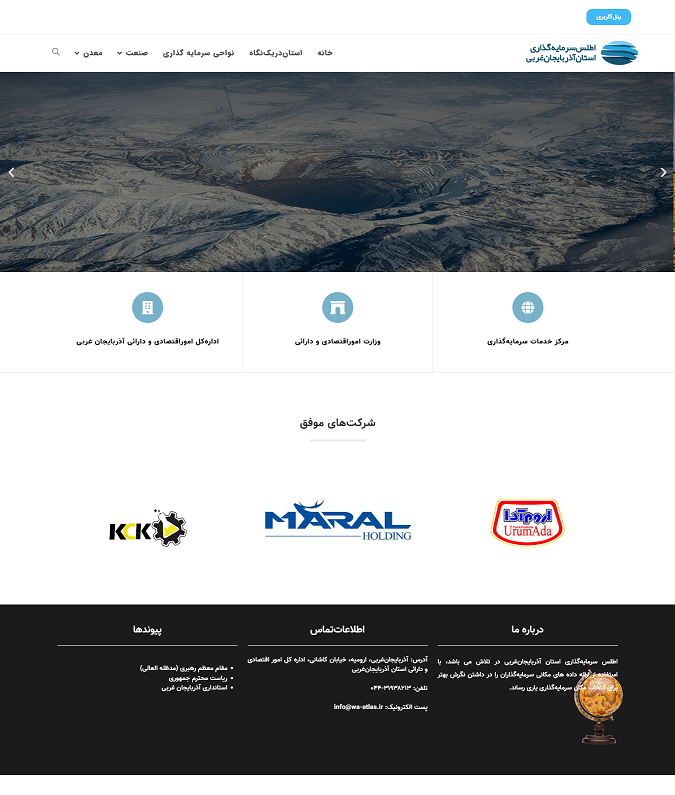 پنل‌کاربری
اطلس‌سرمایه‌گذاری
استان‌آذربایجان‌غربی
خانه
استان‌در‌یک‌نگاه
نواحی سرمایه گذاری
صنعت
معدن
مرکز خدمات سرمایه‌گذاری
وزارت اموراقتصادی و دارائی
اداره‌کل اموراقتصادی و دارائی آذربایجان غربی
شرکت‌های موفق
اروم‌آدا
UrumAda
MARAL
HOLDING
KCK
درباره ما
اطلس سرمایه‌گذاری استان آذربایجان‌غربی در تلاش می باشد، با
استفاده از ارائه داده های مکانی سرمایه‌گذاران را در داشتن نگرش بهتر
برای انتخاب مکان سرمایه‌گذاری یاری رساند.
اطلاعات‌تماس
آدرس: آذربایجان‌غربی، ارومیه، خیابان کاشانی، اداره کل امور اقتصادی
و دارائی استان آذربایجان‌غربی
تلفن: ۳۱۹۳۸۲۱۳-۰۴۴
پست الکترونیک: info@wa-atlas.ir
پیوندها
مقام معظم رهبری (مدظله العالی)
ریاست محترم جمهوری
استانداری آذربایجان غربی